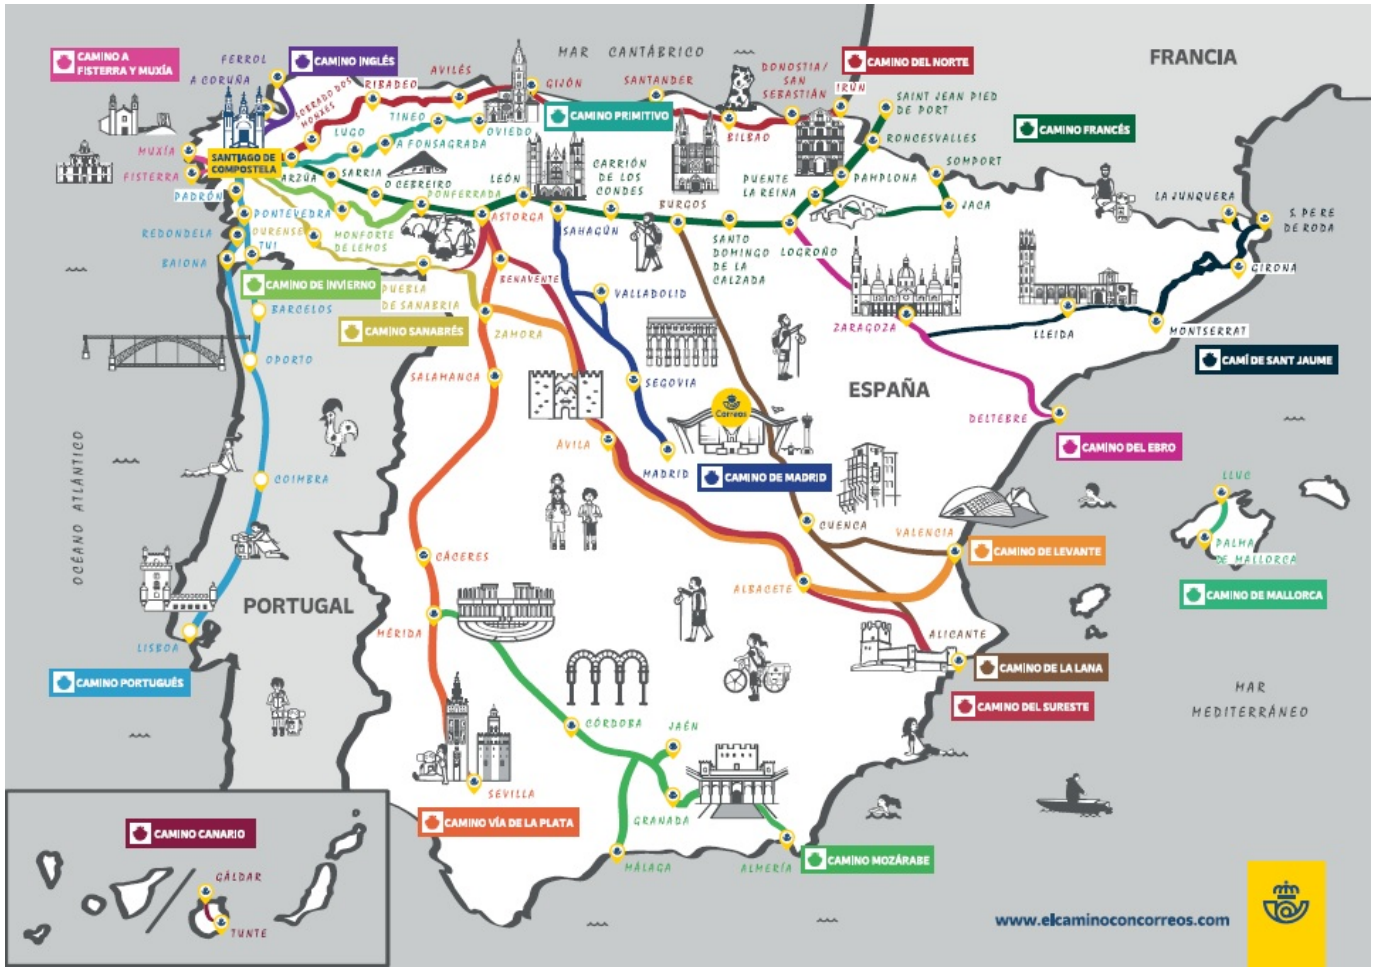 CAMINO A
FISTERRA Y MUXÍA
FERROL
A CORUÑA
CAMINO INGLÉS
MAR CANTÁBRICO
CAMINO DEL NORTE
FRANCIA
AVILÉS
RIBADEO
SOBRADO DOS
MONXES
GIJÓN
SANTANDER
DONOSTIA/
SAN
SEBASTIÁN
IRÚN
SAINT JEAN PIED
DE PORT
TINEO
OVIEDO
CAMINO PRIMITIVO
BILBAO
CAMINO FRANCÉS
LUGO
A FONSAGRADA
RONCESVALLES
MUXÍA
SANTIAGO DE
COMPOSTELA
FISTERRA
ARZÚA
SARRIA
O CEBREIRO
LEÓN
CARRIÓN
DE LOS
CONDES
PUENTE
LA REINA
PAMPLONA
SOMPORT
JACA
PADRÓN
PONFERRADA
ASTORGA
SAHAGÚN
BURGOS
SANTO
DOMINGO
DE LA
CALZADA
LOGROÑO
LA JUNQUERA
S. PE RE
DE RODA
PONTEVEDRA
OURENSE
MONFORTE
DE LEMOS
REDONDELA
TUI
BAIONA
GIRONA
CAMINO DE INVIERNO
PUEBLA
DE SANABRIA
BENAVENTE
VALLADOLID
BARCELOS
CAMINO SANABRÉS
ZAMORA
ZARAGOZA
LLEIDA
MONTSERRAT
OPORTO
CAMÍ DE SANT JAUME
SALAMANCA
SEGOVIA
ESPAÑA
Correos
DELTEBRE
CAMINO DEL EBRO
ÁVILA
MADRID
CAMINO DE MADRID
OCÉANO ATLÁNTICO
COIMBRA
LLUC
CUENCA
VALENCIA
PALMA
DE MALLORCA
CAMINO DE LEVANTE
CÁCERES
ALBACETE
CAMINO DE MALLORCA
PORTUGAL
MÉRIDA
ALICANTE
LISBOA
CAMINO DE LA LANA
CAMINO PORTUGUÉS
CAMINO DEL SURESTE
MAR
MEDITERRÁNEO
CÓRDOBA
JAÉN
SEVILLA
GRANADA
CAMINO VÍA DE LA PLATA
CAMINO CANARIO
MÁLAGA
ALMERÍA
CAMINO MOZÁRABE
GÁLDAR
TUNTE
www.elcaminoconcorreos.com